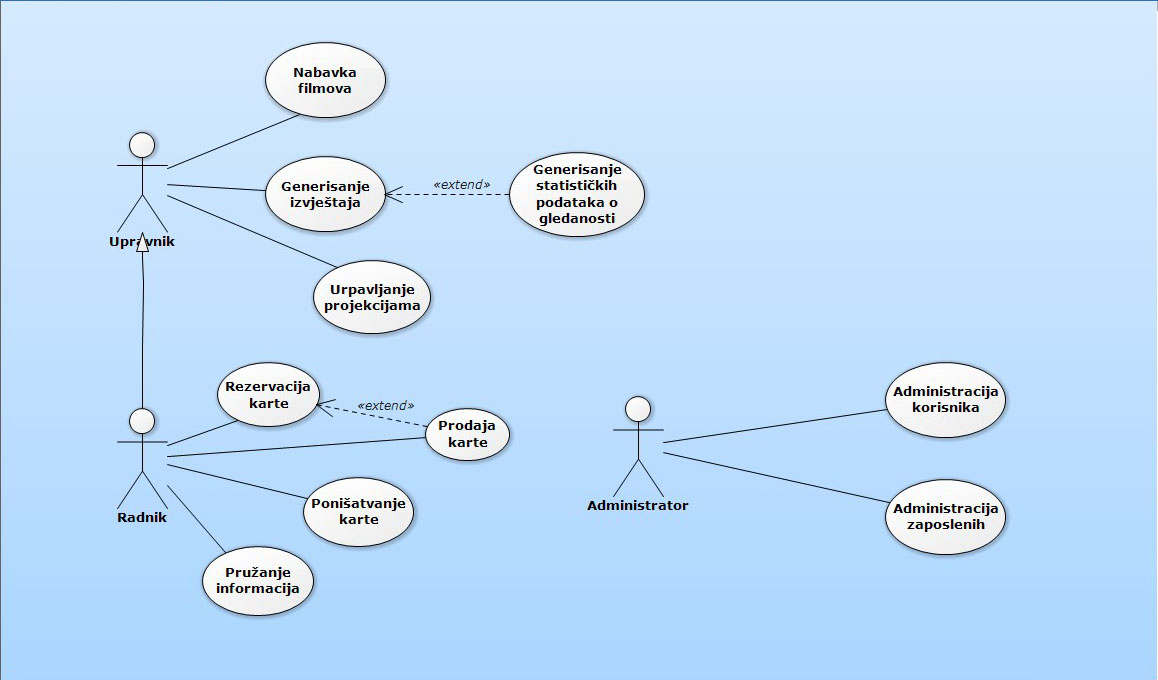 Nabavka
filmova
Generisanje
izvještaja
«extend»
Generisanje
statističkih
podataka o
gledanosti
Upravnik
Urpavljanje
projekcijama
Rezervacija
karte
«extend»
Prodaja
karte
Radnik
Ponišatvanje
karte
Pružanje
informacija
Administrator
Administracija
korisnika
Administracija
zaposlenih